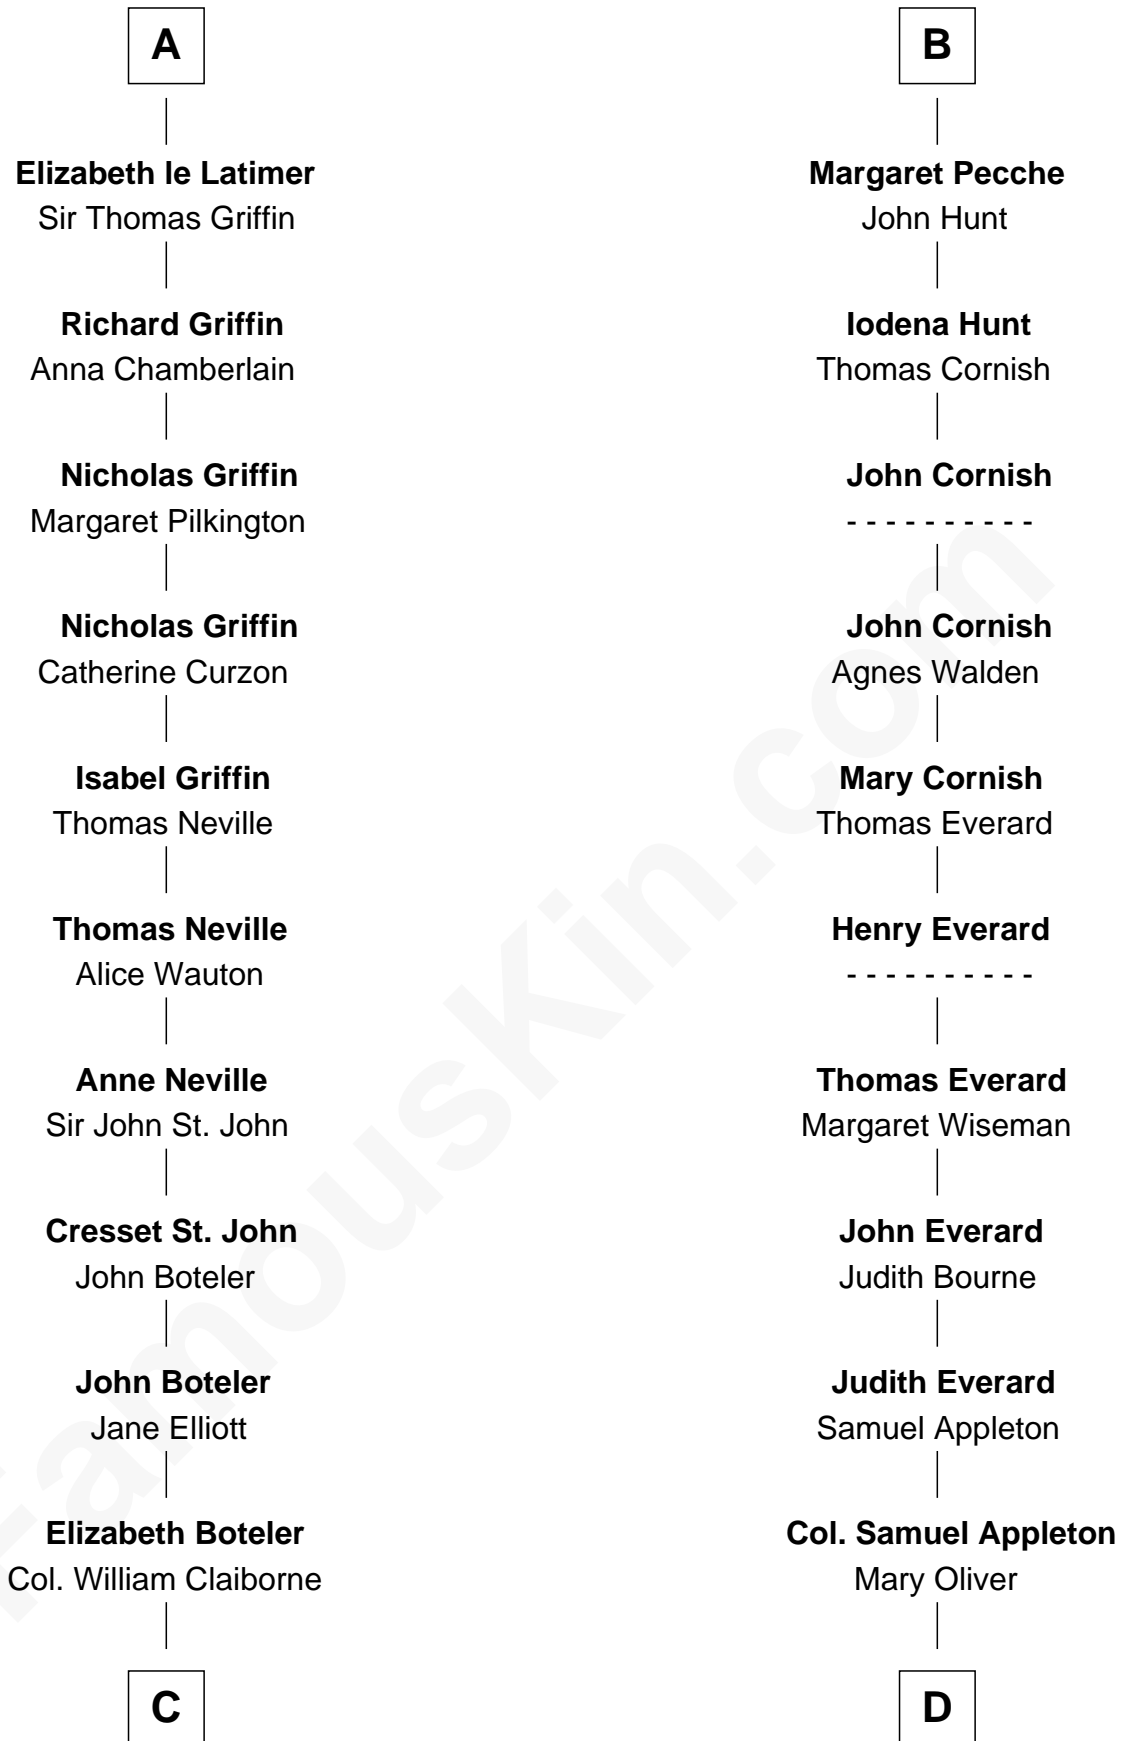 A
Elizabeth le Latimer
Sir Thomas Griffin
Richard Griffin
Anna Chamberlain
Nicholas Griffin
Margaret Pilkington
Nicholas Griffin
Catherine Curzon
Isabel Griffin
Thomas Neville
Thomas Neville
Alice Wauton
Anne Neville
Sir John St. John
Cresset St. John
John Boteler
John Boteler
Jane Elliott
Elizabeth Boteler
Col. William Claiborne
C
B
Margaret Pecche
John Hunt
Iodena Hunt
Thomas Cornish
John Cornish
- - - - - - - - - -
John Cornish
Agnes Walden
Mary Cornish
Thomas Everard
Henry Everard
- - - - - - - - - -
Thomas Everard
Margaret Wiseman
John Everard
Judith Bourne
Judith Everard
Samuel Appleton
Col. Samuel Appleton
Mary Oliver
D
FamousKin.com